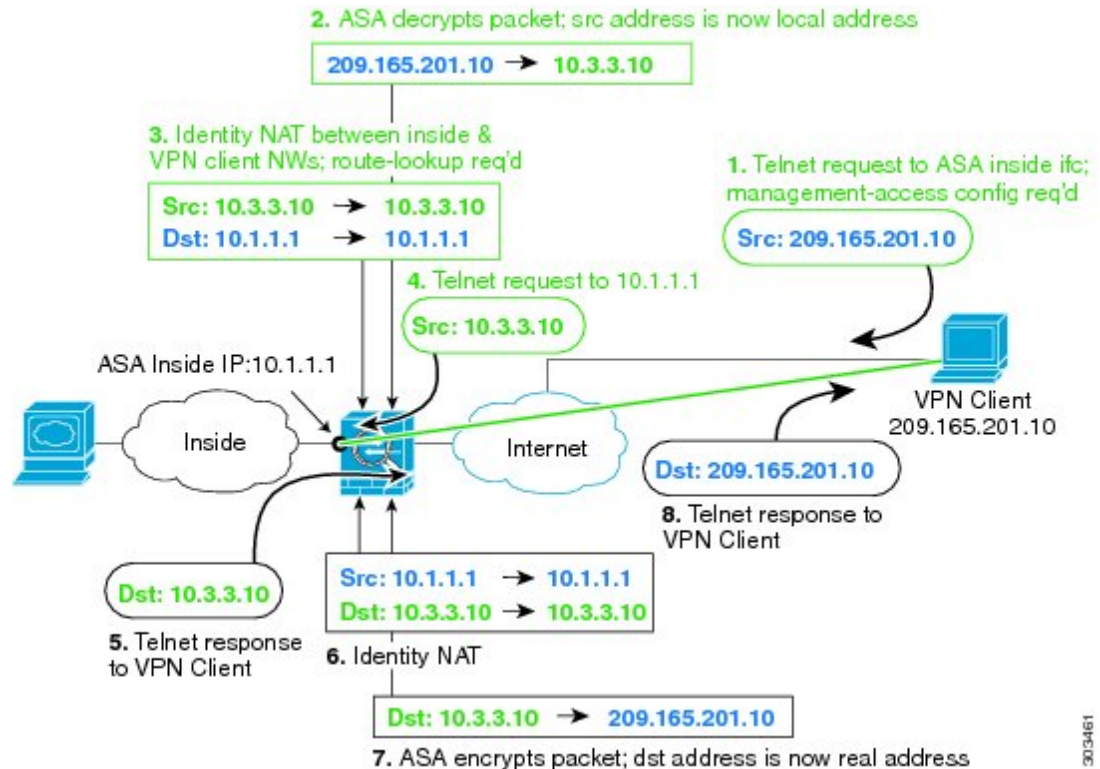 2. ASA decrypts packet; src address is now local address
209.165.201.10 → 10.3.3.10
3. Identity NAT between inside &
VPN client NWs; route-lookup req'd
Src: 10.3.3.10 → 10.3.3.10
Dst: 10.1.1.1 → 10.1.1.1
1. Telnet request to ASA inside ifc;
management-access config req'd
Src: 209.165.201.10
4. Telnet request to 10.1.1.1
Src: 10.3.3.10
ASA Inside IP:10.1.1.1
Inside
Internet
VPN Client
209.165.201.10
Dst: 209.165.201.10
8. Telnet response to
VPN Client
Dst: 10.3.3.10
5. Telnet response
to VPN Client
Src: 10.1.1.1 → 10.1.1.1
Dst: 10.3.3.10 → 10.3.3.10
6. Identity NAT
Dst: 10.3.3.10 → 209.165.201.10
7. ASA encrypts packet; dst address is now real address
303461